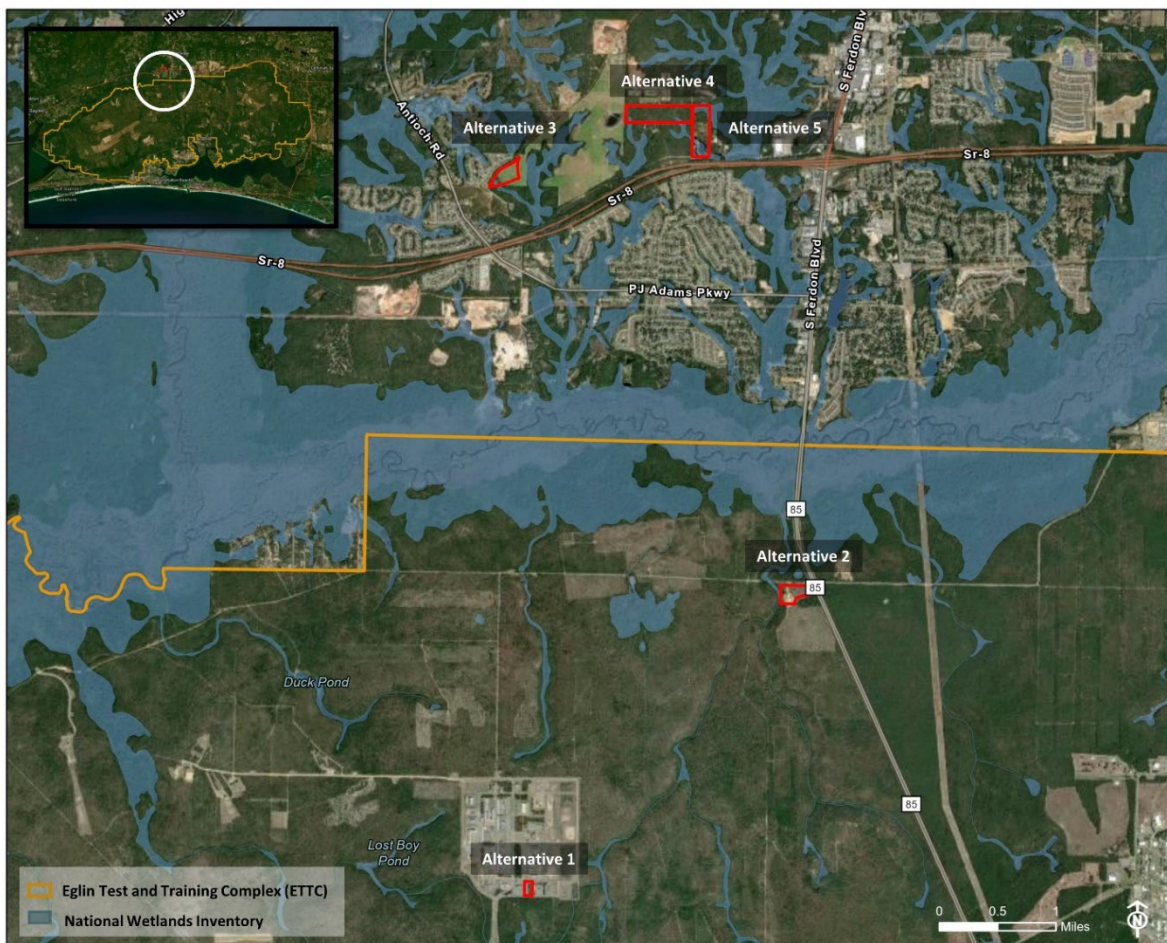 S Ferdon Blvd
Alternative 4
Antioch Rd
Alternative 3
Alternative 5
Sr-8
Sr-8
Sr-8
PJ Adams Pkwy
S Ferdon Blvd
85
Alternative 2
85
Duck Pond
85
Lost Boy
Pond
Alternative 1
Eglin Test and Training Complex (ETTC)
National Wetlands Inventory
0 0.5 1
Miles
N